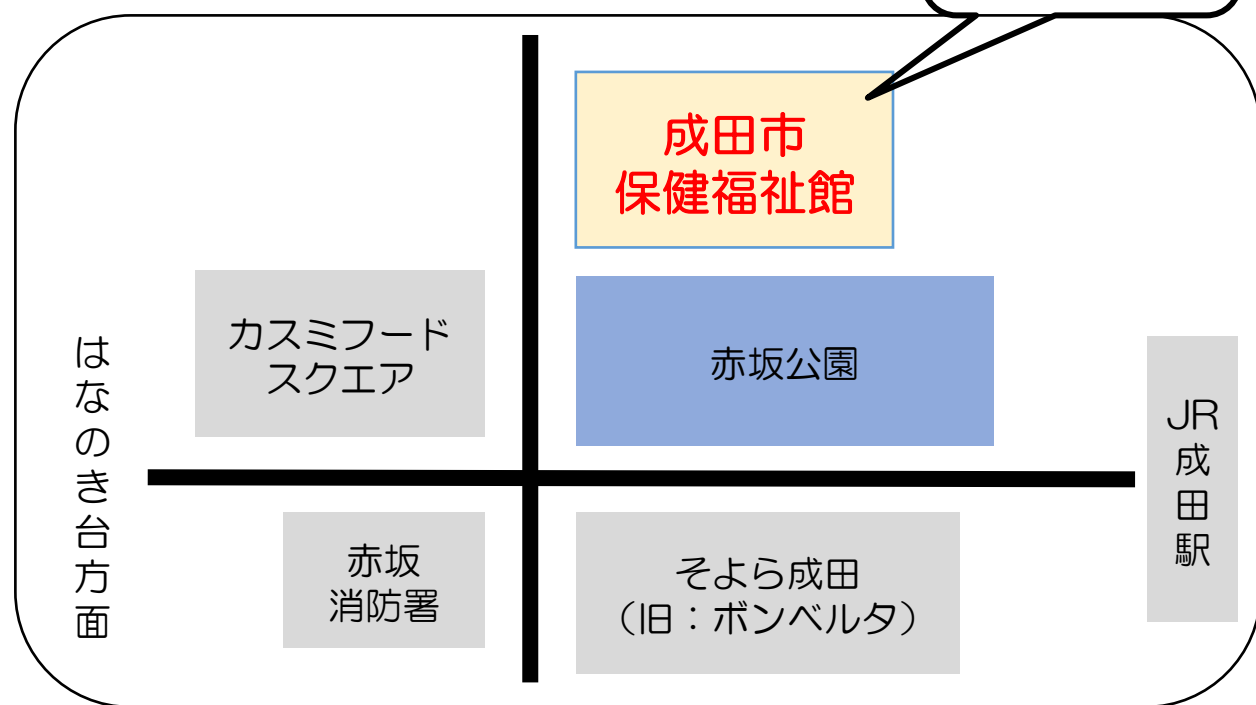 成田市
保健福祉館
カスミフード
スクエア
赤坂公園
はなのき台方面
JR成田駅
赤坂
消防署
そよら成田
（旧：ボンベルタ）